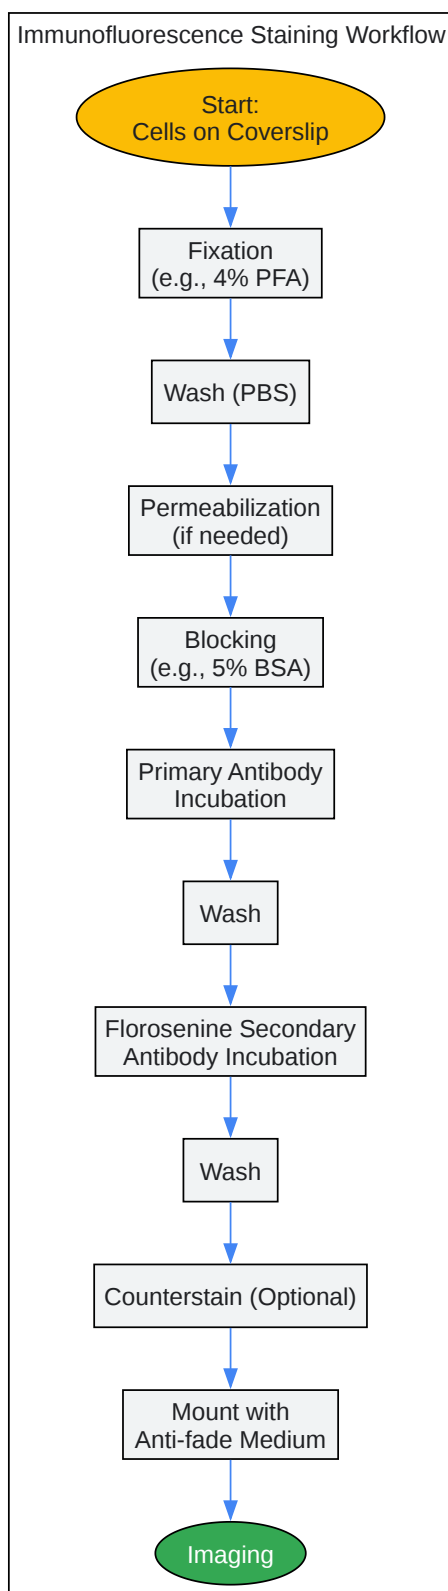 Immunofluorescence Staining Workflow
Start:
Cells on Coverslip
Fixation
(e.g., 4% PFA)
Wash (PBS)
Permeabilization
(if needed)
Blocking
(e.g., 5% BSA)
Primary Antibody
Incubation
Wash
Florosenine Secondary
Antibody Incubation
Wash
Counterstain (Optional)
Mount with
Anti-fade Medium
Imaging